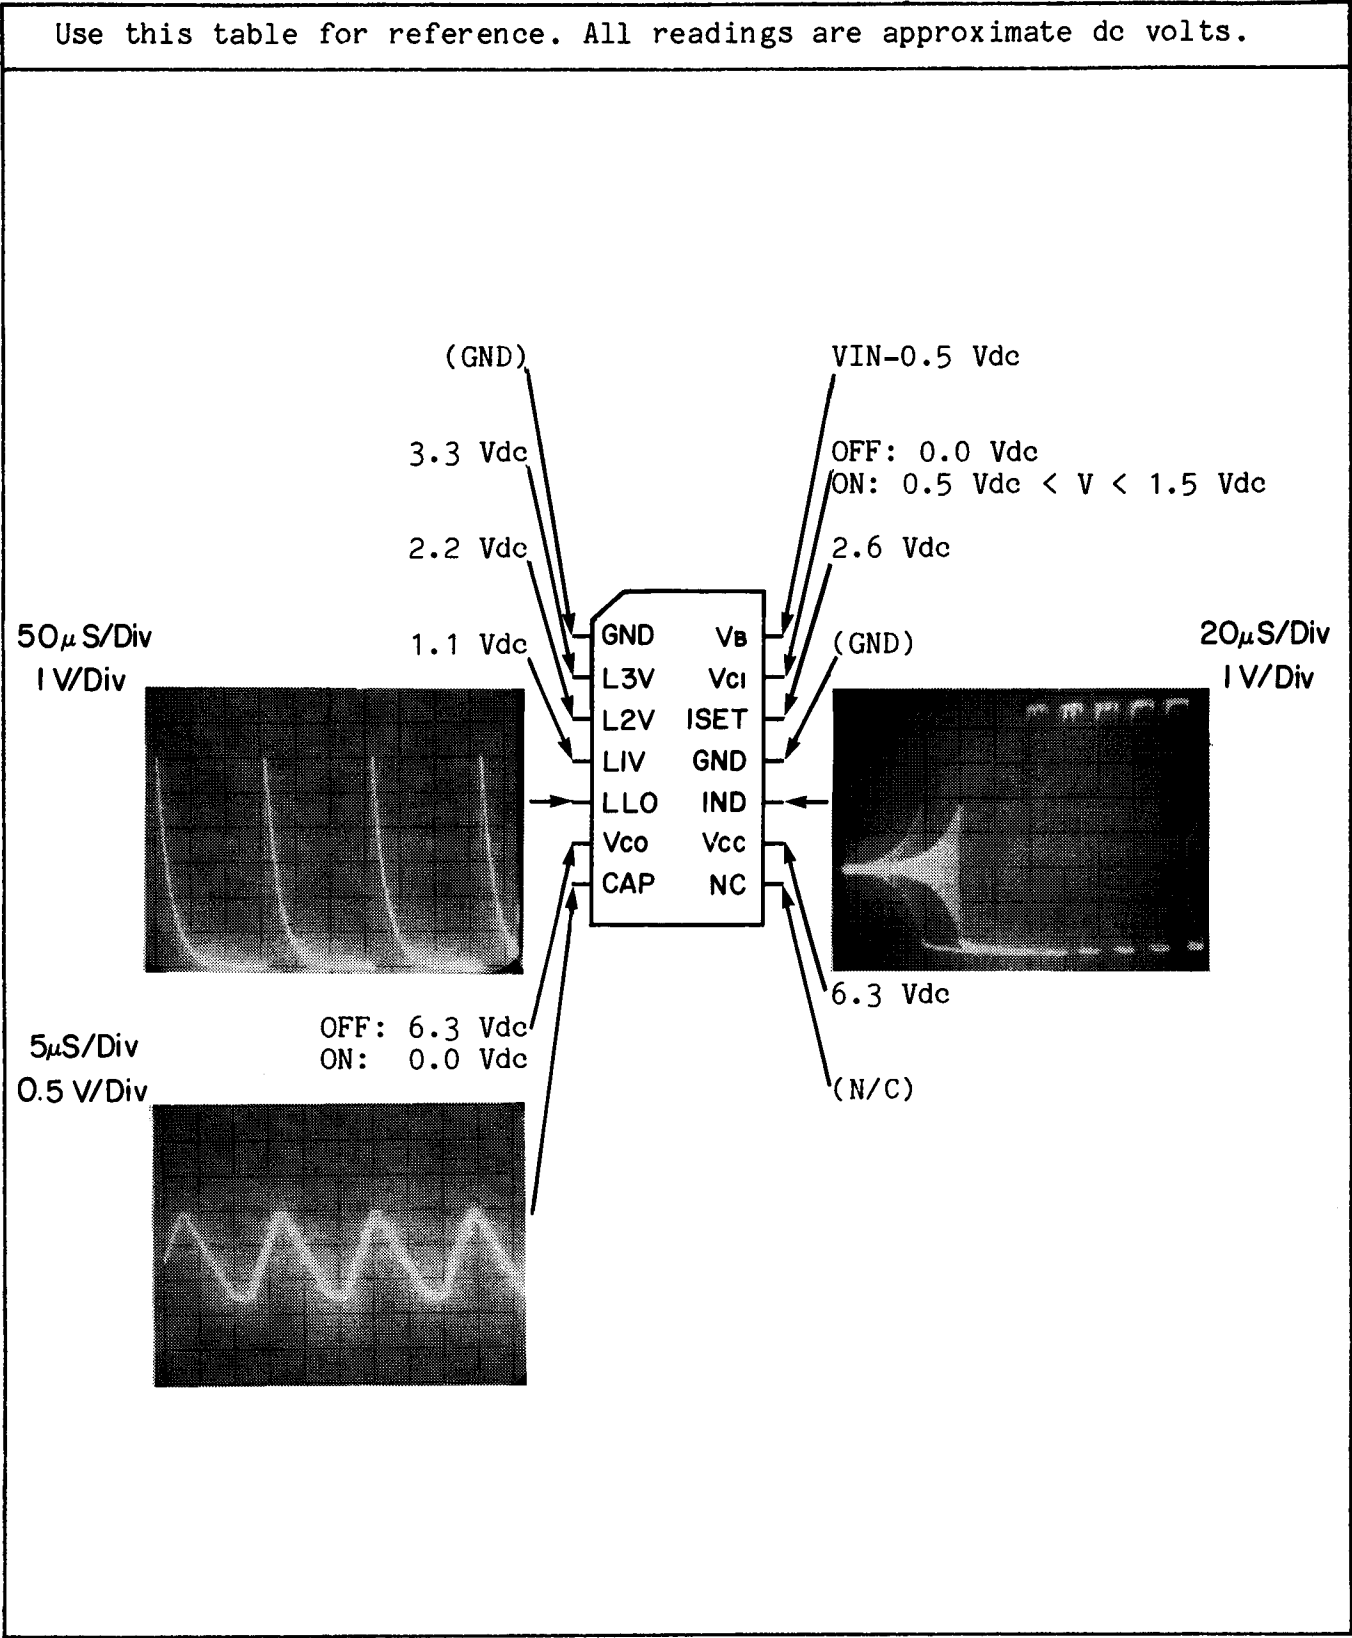 Use this table for reference. All readings are approximate dc volts.
(GND)
VIN-0.5 Vdc
3.3 Vdc
OFF: 0.0 Vdc
ON: 0.5 Vdc < V < 1.5 Vdc
2.2 Vdc
2.6 Vdc
50μS/Div
1 V/Div
1.1 Vdc
(GND)
20μS/Div
1 V/Div
GND VB
L3V VCI
L2V ISET
LIV GND
LLO IND
VCO VCC
CAP NC
6.3 Vdc
OFF: 6.3 Vdc
ON: 0.0 Vdc
5μS/Div
0.5 V/Div
(N/C)